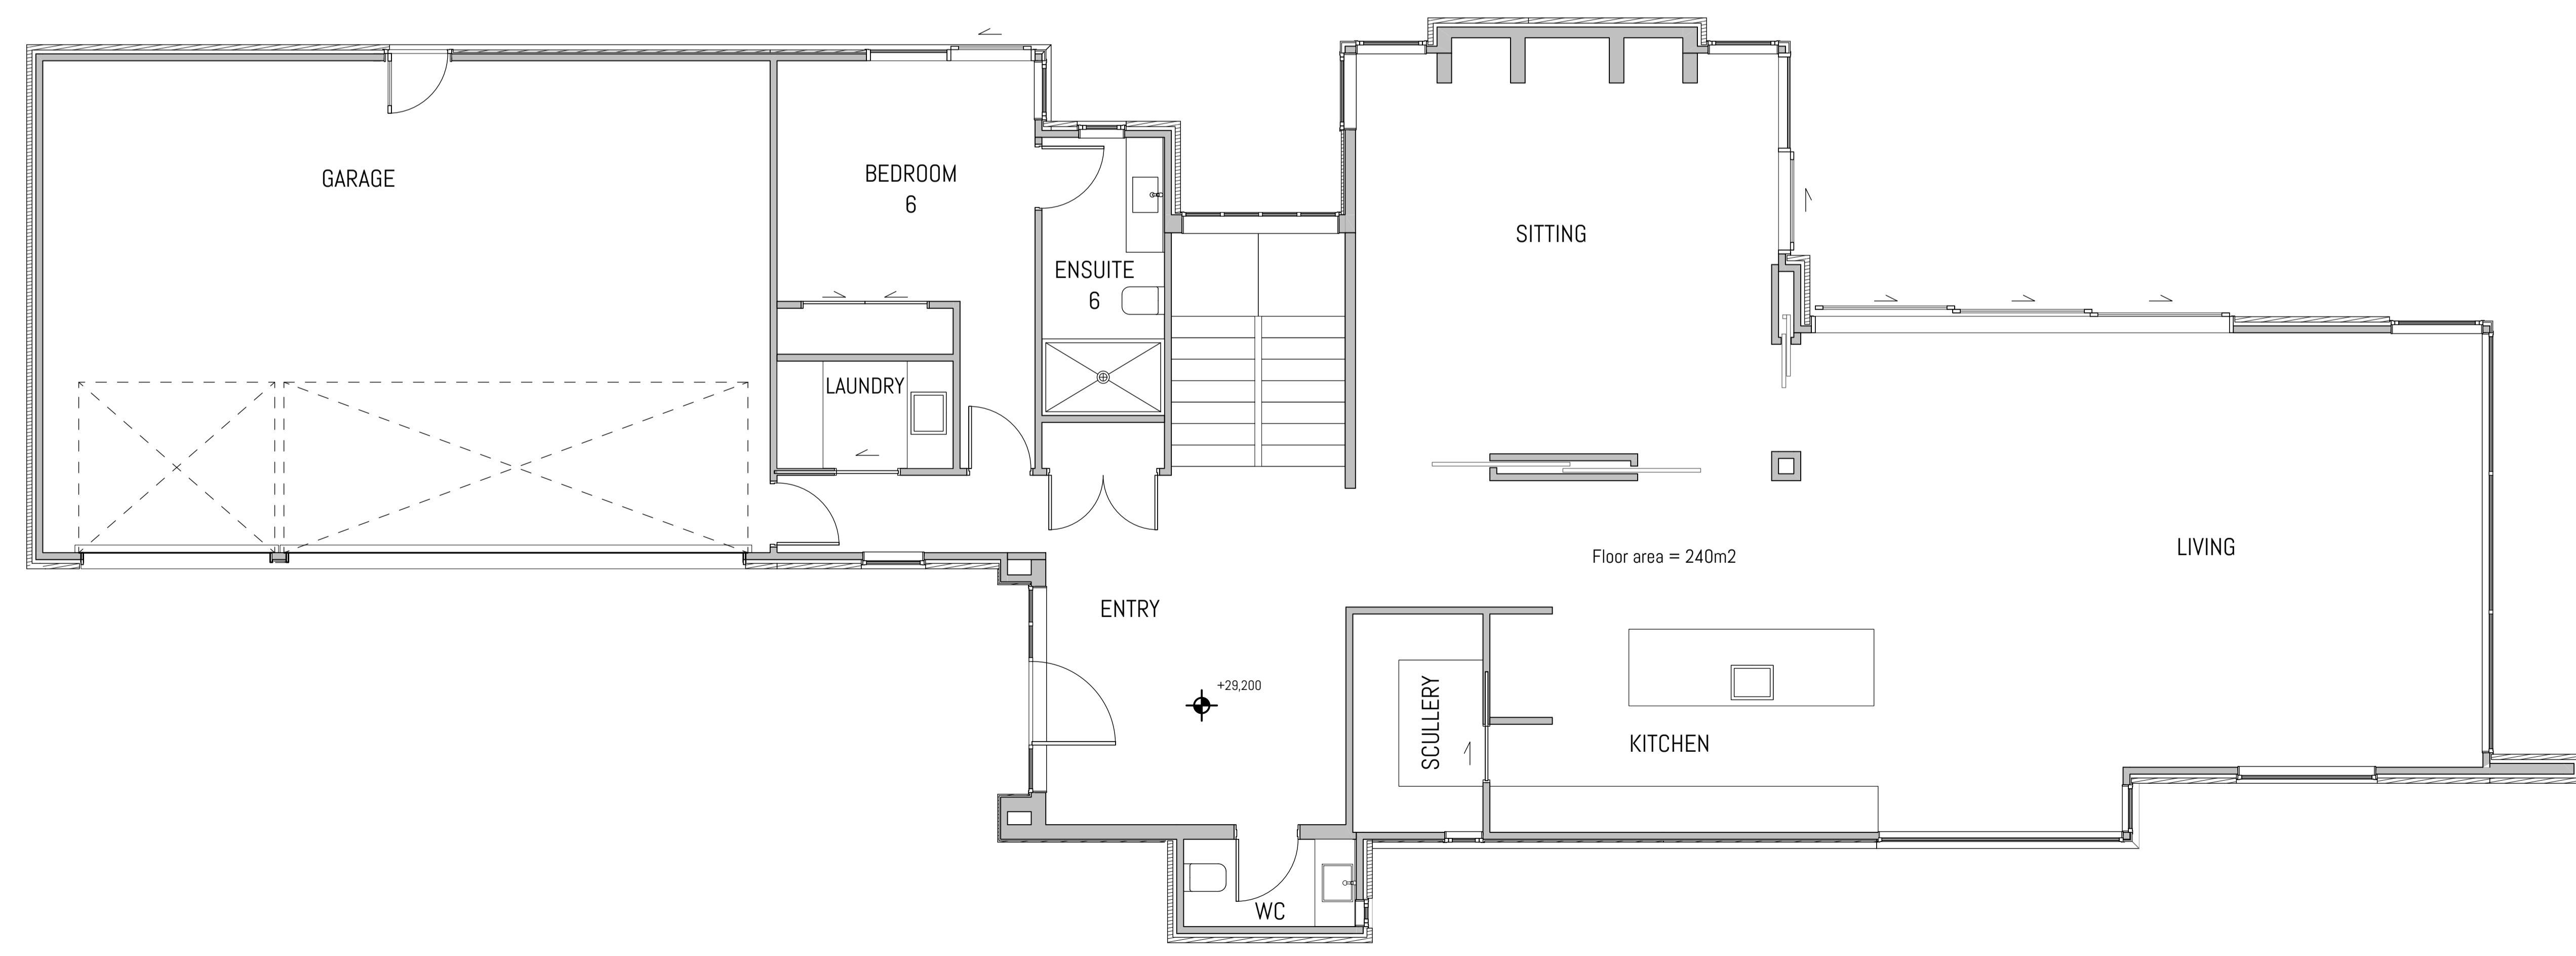 GARAGE
BEDROOM
6
ENSUITE
6
SITTING
LAUNDRY
Floor area = 240m2
LIVING
ENTRY
+29,200
SCULLERY
KITCHEN
WC